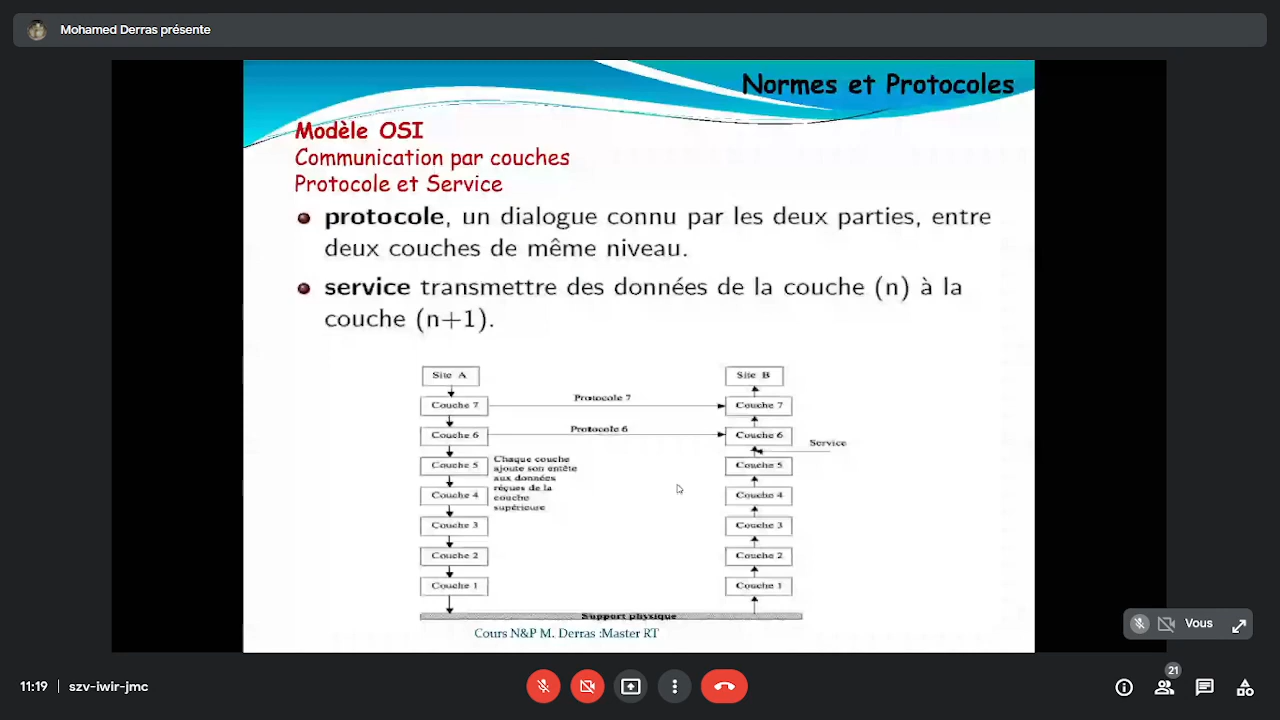 Mohamed Derras présente
Normes et Protocoles
Modèle OSI
Communication par couches
Protocole et Service
protocole, un dialogue connu par les deux parties, entre
deux couches de même niveau.
service transmettre des données de la couche (n) à la
couche (n+1).
Site A
Site B
Couche 7
Protocole 7
Couche 7
Couche 6
Protocole 6
Couche 6
Service
Couche 5
Chaque couche
ajoute son entête
aux données
réçues de la
couche
supérieure
Couche 5
Couche 4
Couche 4
Couche 3
Couche 3
Couche 2
Couche 2
Couche 1
Couche 1
Support physique
Cours N&P M. Derras :Master RT
Vous
11:19 | szv-iwir-jmc
21